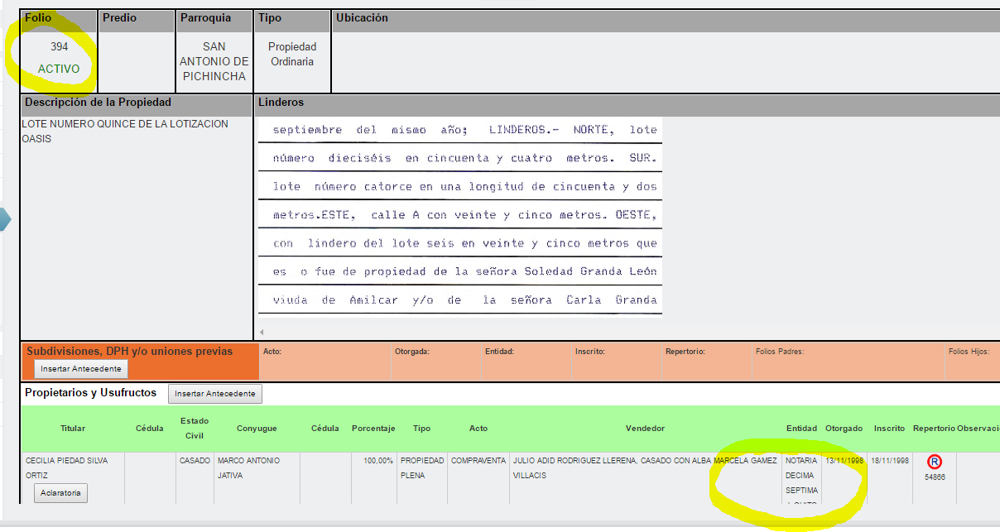 Folio Predio Parroquia Tipo Ubicación
394
ACTIVO
SAN
ANTONIO DE
PICHINCHA
Propiedad
Ordinaria
Descripción de la Propiedad
LOTE NUMERO QUINCE DE LA LOTIZACION
OASIS
Linderos
septiembre del mismo año; LINDEROS.- NORTE, lote
número dieciséis en cincuenta y cuatro metros. SUR.
lote número catorce en una longitud de cincuenta y dos
metros.ESTE, calle A con veinte y cinco metros. OESTE,
con lindero del lote seis en veinte y cinco metros que
es o fue de propiedad de la señora Soledad Granda León
viuda de Amilcar y/o de la señora Carla Granda
Subdivisiones, DPH y/o uniones previas
Insertar Antecedente
Acto: Otorgada: Entidad: Inscrito: Repertorio: Folios Padres: Folios Hijos:
Propietarios y Usufructos Insertar Antecedente
Titular Cédula Estado Civil Conyugue Cédula Porcentaje Tipo Acto Vendedor Entidad Otorgado Inscrito Repertorio Observaci
CECILIA PIEDAD SILVA
ORTIZ
Aclaratoria
CASADO
MARCO ANTONIO
JATIVA
100,00%
PROPIEDAD
PLENA
COMPRAVENTA
JULIO ADID RODRIGUEZ LLERENA, CASADO CON ALBA MARCELA GAMEZ
VILLACIS
NOTARIA
DECIMA
SEPTIMA
13/11/1998
18/11/1998
R
54866